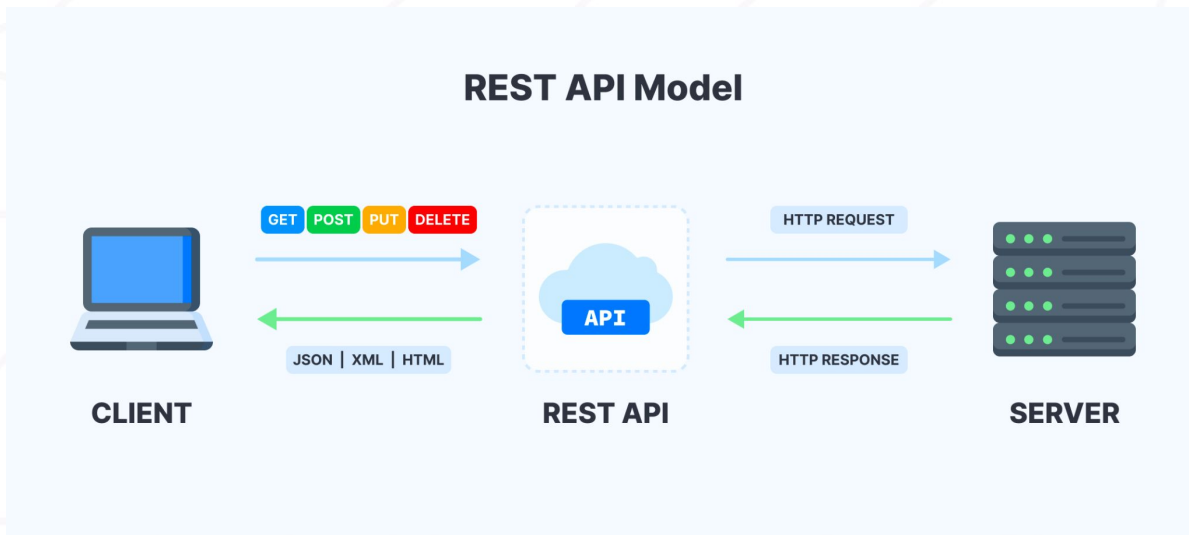 REST API Model
GET POST PUT DELETE
HTTP REQUEST
API
JSON | XML | HTML
HTTP RESPONSE
CLIENT
REST API
SERVER